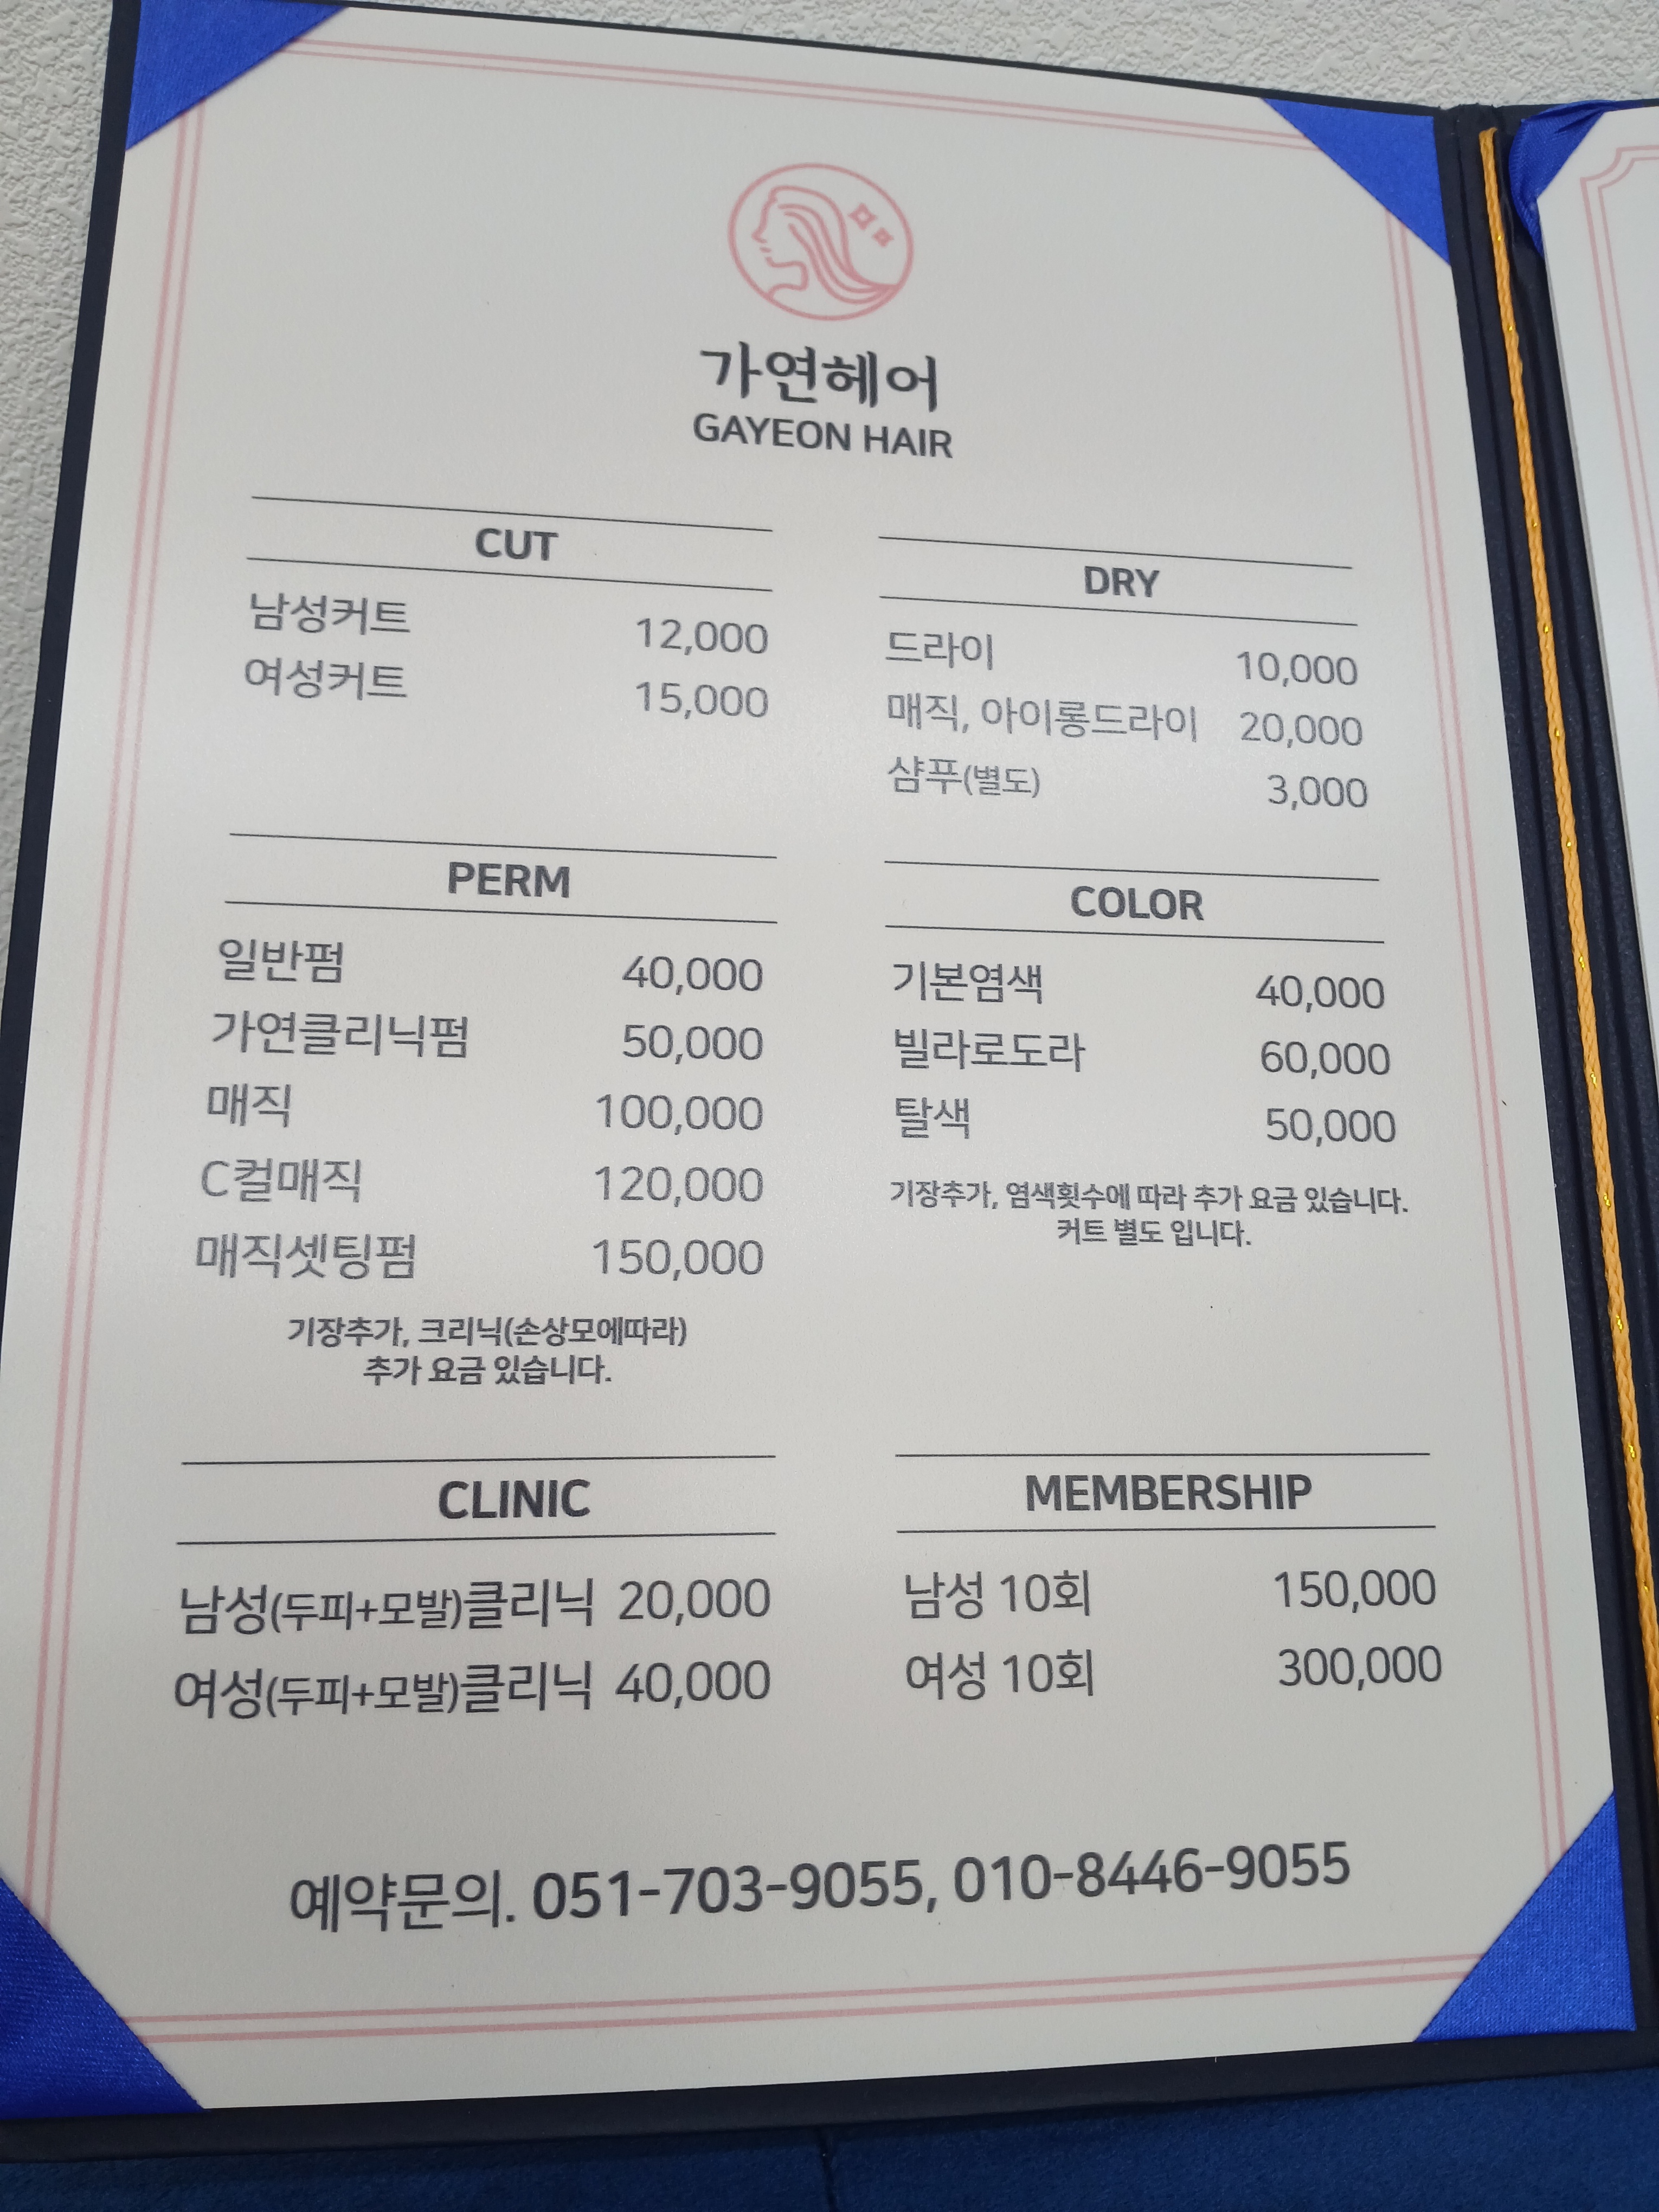 가연헤어
GAYEON HAIR
CUT
남성커트 12,000
여성커트 15,000
DRY
드라이 10,000
매직, 아이롱드라이 20,000
샴푸(별도) 3,000
PERM
일반펌 40,000
가연클리닉펌 50,000
매직 100,000
C컬매직 120,000
매직셋팅펌 150,000
기장추가, 크리닉(손상모에따라)
추가 요금 있습니다.
COLOR
기본염색 40,000
빌라로도라 60,000
탈색 50,000
기장추가, 염색횟수에 따라 추가 요금 있습니다.
커트 별도 입니다.
CLINIC
남성(두피+모발)클리닉 20,000
여성(두피+모발)클리닉 40,000
MEMBERSHIP
남성 10회 150,000
여성 10회 300,000
예약문의. 051-703-9055, 010-8446-9055